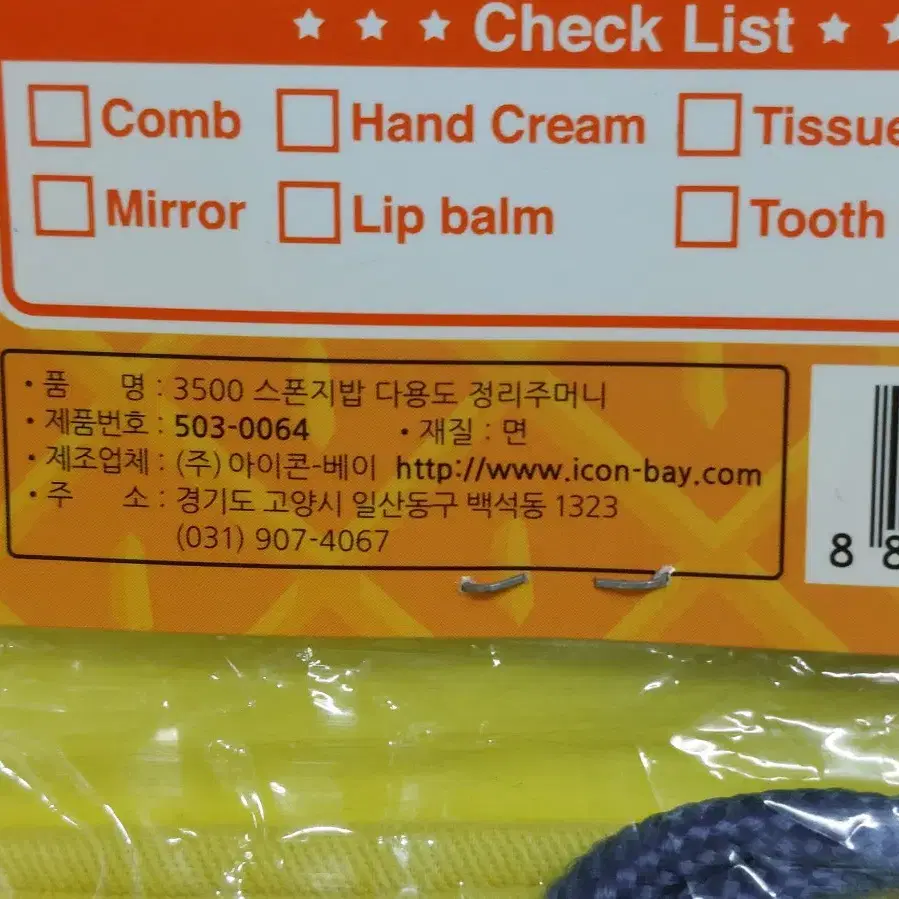 ★ ★ ★ Check List ★ ★
□ Comb □ Hand Cream □ Tissue
□ Mirror □ Lip balm □ Tooth
• 품 명 : 3500 스폰지밥 다용도 정리주머니
• 제품번호 : 503-0064 • 재질 : 면
• 제조업체 : (주)아이콘-베이 http://www.icon-bay.com
• 주 소 : 경기도 고양시 일산동구 백석동 1323
(031) 907-4067
8 8